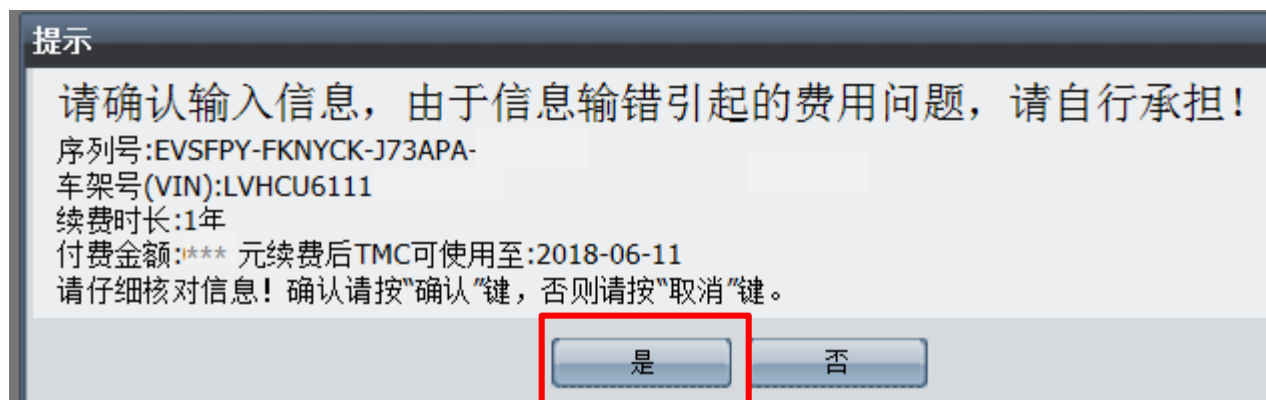 提示
请确认输入信息，由于信息输错引起的费用问题，请自行承担！
序列号:EVSFPY-FKNYCK-J73APA-
车架号(VIN):LVHCU6111
续费时长:1年
付费金额:*** 元续费后TMC可使用至:2018-06-11
请仔细核对信息！确认请按“确认”键，否则请按“取消”键。
是
否